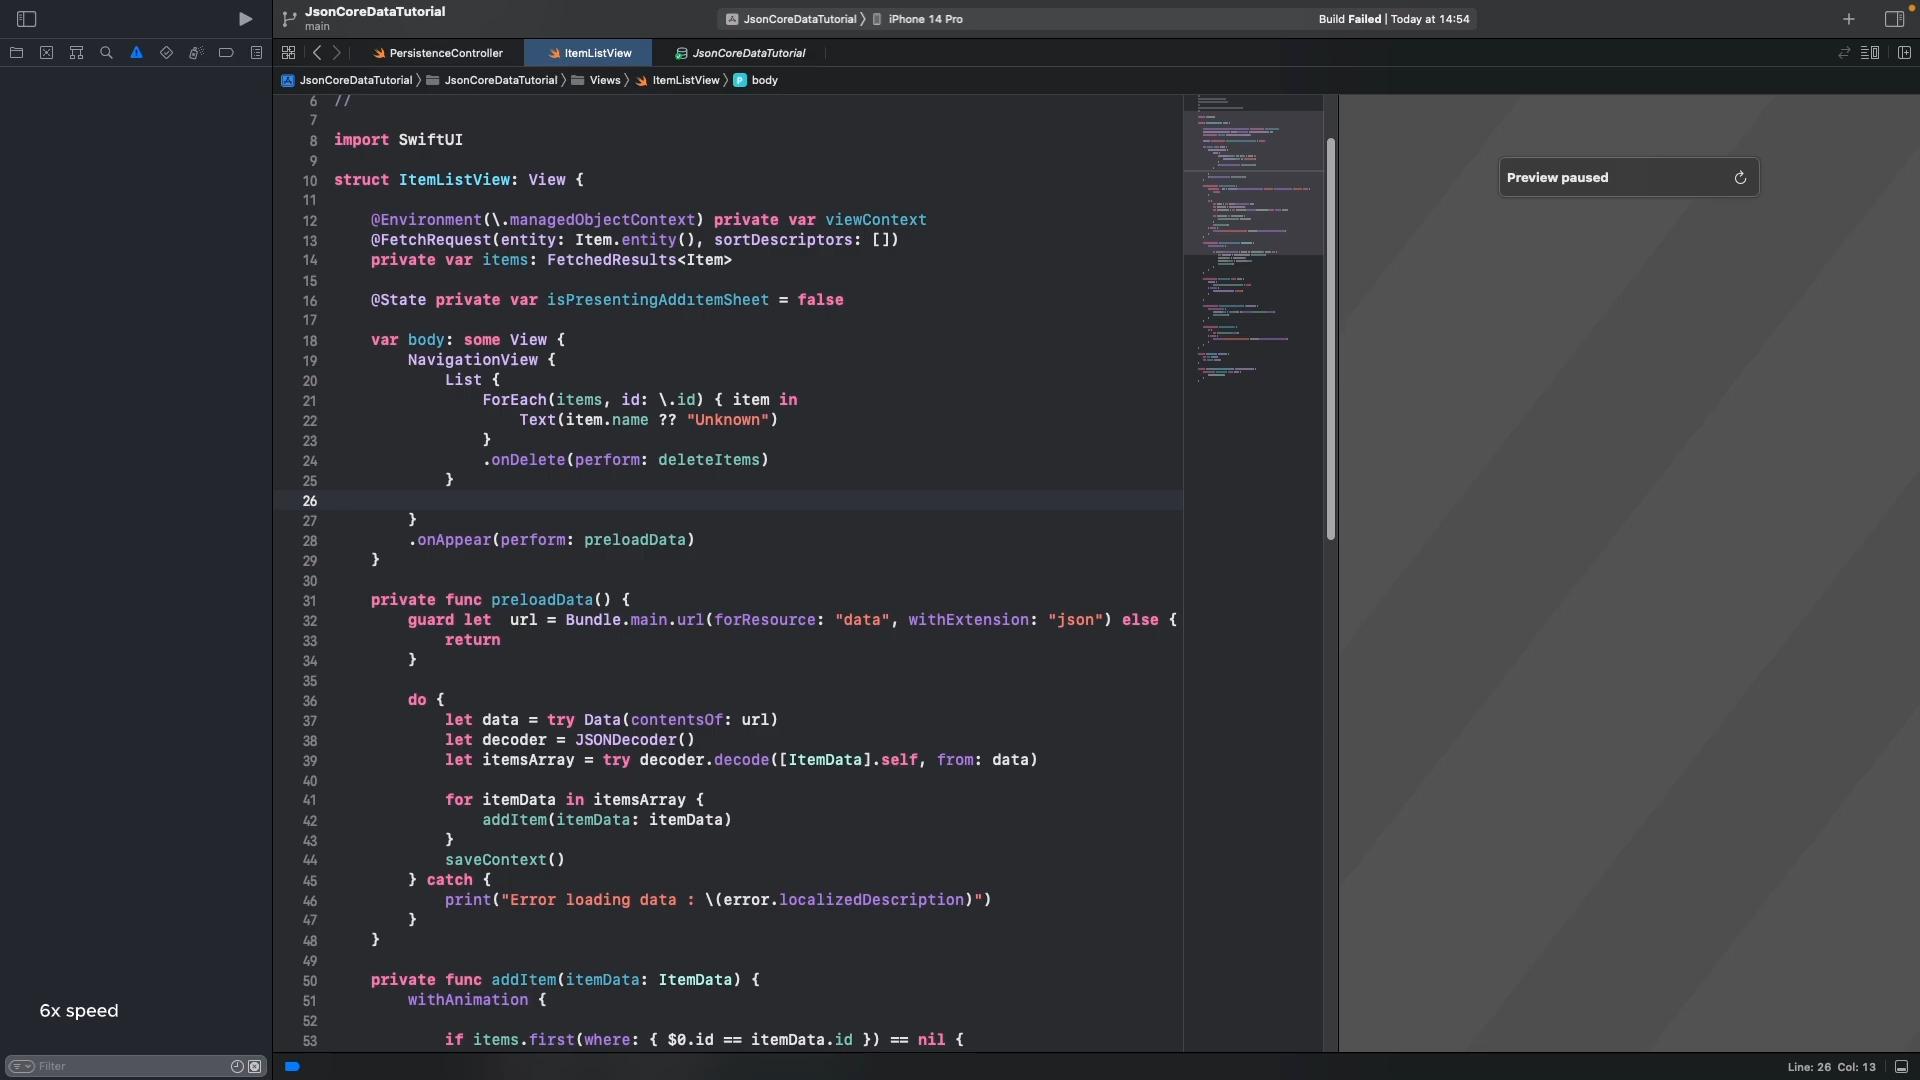 JsonCoreDataTutorial
main
JsonCoreDataTutorial
iPhone 14 Pro
Build Failed | Today at 14:54
PersistenceController
ItemListView
JsonCoreDataTutorial
JsonCoreDataTutorial
JsonCoreDataTutorial
Views
ItemListView
P body
6 //
7
8 import SwiftUI
9
10 struct ItemListView: View {
11
12 @Environment(\.managedObjectContext) private var viewContext
13 @FetchRequest(entity: Item.entity(), sortDescriptors: [])
14 private var items: FetchedResults<Item>
15
16 @State private var isPresentingAddıtemSheet = false
17
18 var body: some View {
19 NavigationView {
20 List {
21 ForEach(items, id: \.id) { item in
22 Text(item.name ?? "Unknown")
23 }
24 .onDelete(perform: deleteItems)
25 }
26
27 }
28 .onAppear(perform: preloadData)
29 }
30
31 private func preloadData() {
32 guard let  url = Bundle.main.url(forResource: "data", withExtension: "json") else {
33 return
34 }
35
36 do {
37 let data = try Data(contentsOf: url)
38 let decoder = JSONDecoder()
39 let itemsArray = try decoder.decode([ItemData].self, from: data)
40
41 for itemData in itemsArray {
42 addItem(itemData: itemData)
43 }
44 saveContext()
45 } catch {
46 print("Error loading data : \(error.localizedDescription)")
47 }
48 }
49
50 private func addItem(itemData: ItemData) {
51 withAnimation {
52
53 if items.first(where: { $0.id == itemData.id }) == nil {
Preview paused
6x speed
Filter
Line: 26 Col: 13